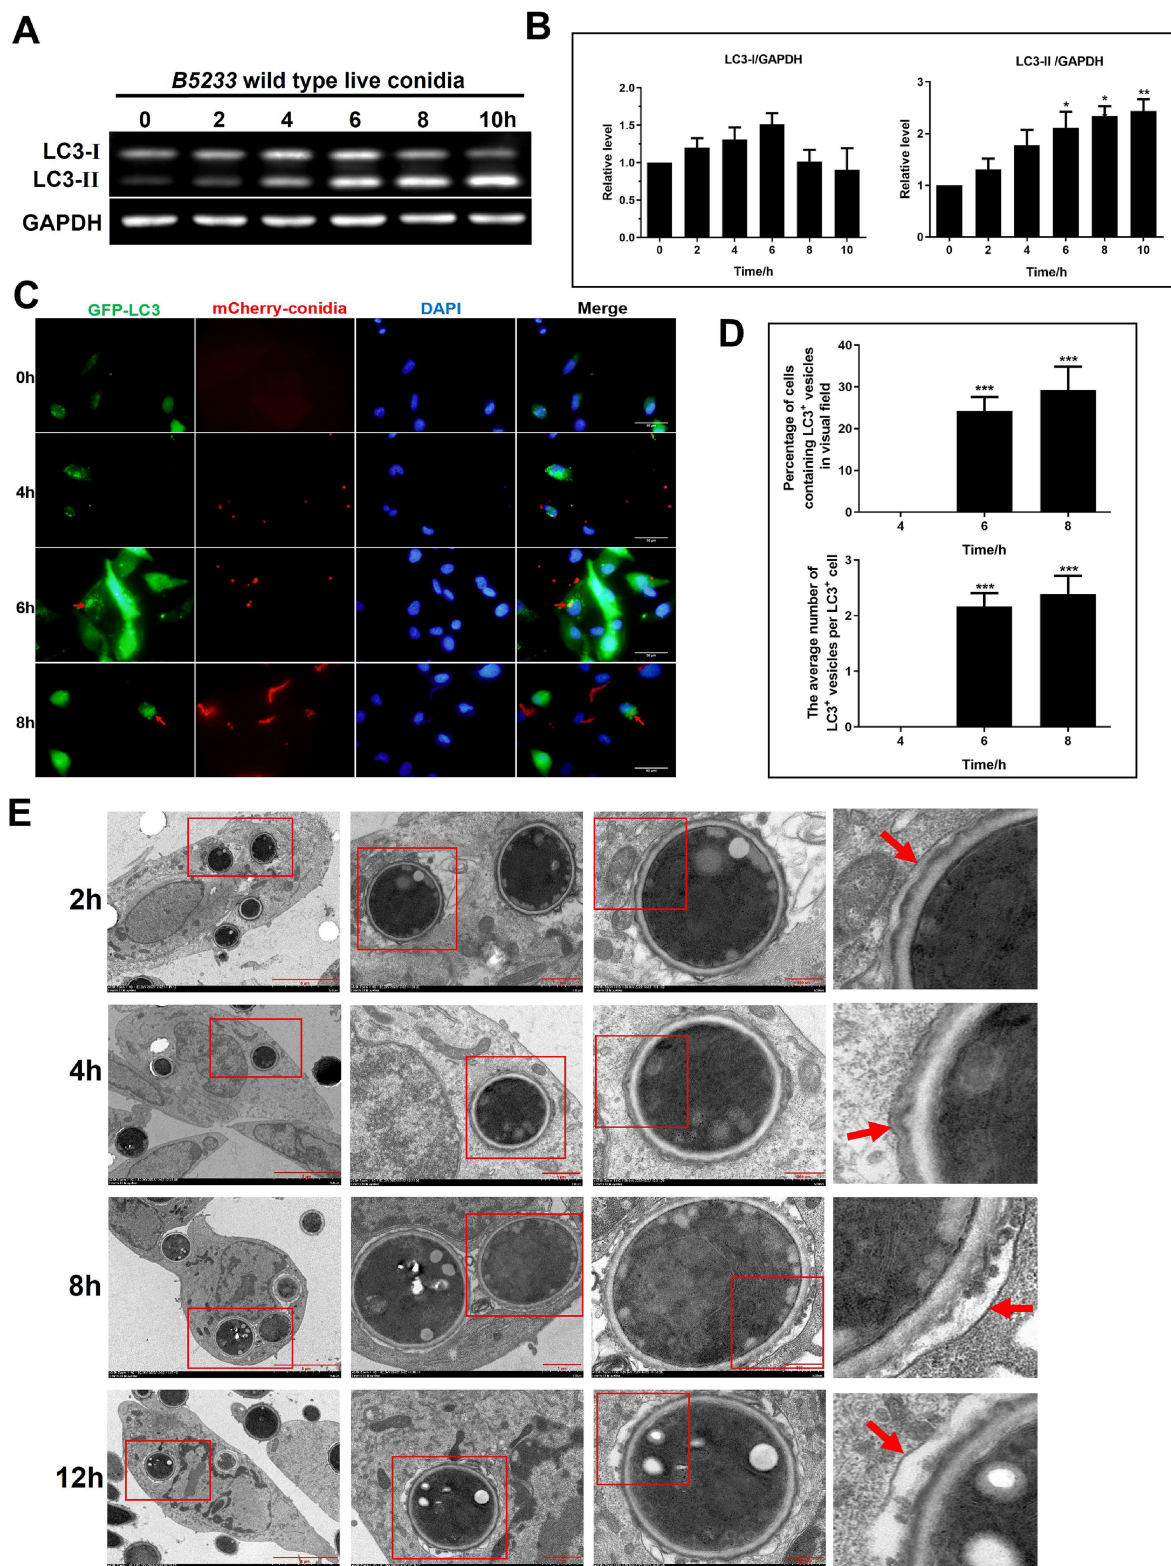 A
B5233 wild type live conidia
0 2 4 6 8 10h
LC3-I
LC3-II
GAPDH
B
LC3-I/GAPDH
Relative level
2.0
1.5
1.0
0.5
0.0
0 2 4 6 8 10
Time/h
LC3-II /GAPDH
Relative level
3
2
1
0
* * **
0 2 4 6 8 10
Time/h
C
GFP-LC3 mCherry-conidia DAPI Merge
0h
4h
6h
8h
D
Percentage of cells
containing LC3+ vesicles
in visual field
40
30
20
10
0
*** ***
4 6 8
Time/h
The average number of
LC3+ vesicles per LC3+ cell
3
2
1
0
*** ***
4 6 8
Time/h
E
2h
4h
8h
12h